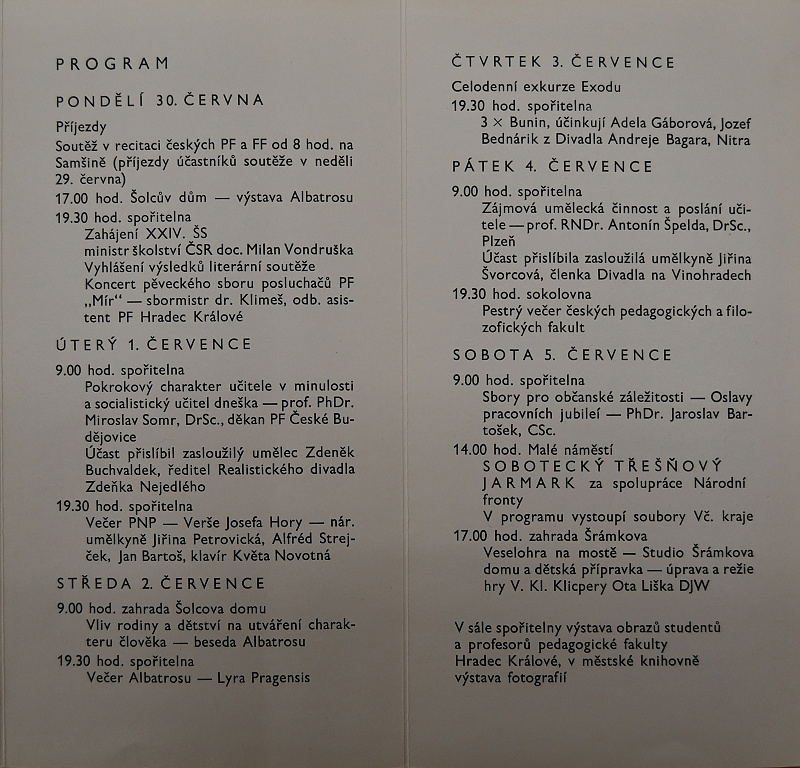 PROGRAM
PONDĚLÍ 30. ČERVNA
Příjezdy
Soutěž v recitaci českých PF a FF od 8 hod. na
Samšině (příjezdy účastníků soutěže v neděli
29. června)
17.00 hod. Šolcův dům — výstava Albatrosu
19.30 hod. spořitelna
Zahájení XXIV. ŠS
ministr školství ČSR doc. Milan Vondruška
Vyhlášení výsledků literární soutěže
Koncert pěveckého sboru posluchačů PF
„Mír“ — sbormistr dr. Klimeš, odb. asis-
tent PF Hradec Králové
ÚTERÝ 1. ČERVENCE
9.00 hod. spořitelna
Pokrokový charakter učitele v minulosti
a socialistický učitel dneška — prof. PhDr.
Miroslav Somr, DrSc., děkan PF České Bu-
dějovice
Účast přislíbil zasloužilý umělec Zdeněk
Buchvaldek, ředitel Realistického divadla
Zdeňka Nejedlého
19.30 hod. spořitelna
Večer PNP — Verše Josefa Hory — nár.
umělkyně Jiřina Petrovická, Alfréd Strej-
ček, Jan Bartoš, klavír Květa Novotná
STŘEDA 2. ČERVENCE
9.00 hod. zahrada Šolcova domu
Vliv rodiny a dětství na utváření charak-
teru člověka — beseda Albatrosu
19.30 hod. spořitelna
Večer Albatrosu — Lyra Pragensis
ČTVRTEK 3. ČERVENCE
Celodenní exkurze Exodu
19.30 hod. spořitelna
3 × Bunin, účinkují Adela Gáborová, Jozef
Bednárik z Divadla Andreje Bagara, Nitra
PÁTEK 4. ČERVENCE
9.00 hod. spořitelna
Zájmová umělecká činnost a poslání uči-
tele — prof. RNDr. Antonín Špelda, DrSc.,
Plzeň
Účast přislíbila zasloužilá umělkyně Jiřina
Švorcová, členka Divadla na Vinohradech
19.30 hod. sokolovna
Pestrý večer českých pedagogických a filo-
zofických fakult
SOBOTA 5. ČERVENCE
9.00 hod. spořitelna
Sbory pro občanské záležitosti — Oslavy
pracovních jubileí — PhDr. Jaroslav Bar-
tošek, CSc.
14.00 hod. Malé náměstí
SOBOTECKÝ TŘEŠŇOVÝ
JARMARK za spolupráce Národní
fronty
V programu vystoupí soubory Vč. kraje
17.00 hod. zahrada Šrámkova
Veselohra na mostě — Studio Šrámkova
domu a dětská přípravka — úprava a režie
hry V. Kl. Klicpery Ota Liška DJW
V sále spořitelny výstava obrazů studentů
a profesorů pedagogické fakulty
Hradec Králové, v městské knihovně
výstava fotografií